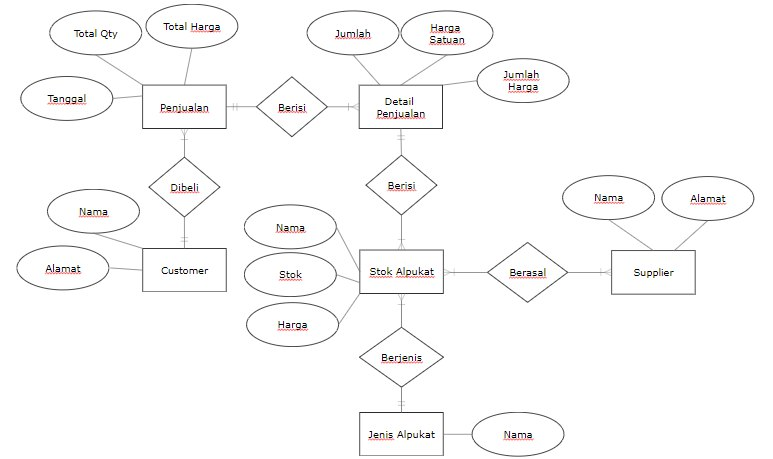 Total Qty
Total Harga
Jumlah
Harga
Satuan
Jumlah
Harga
Tanggal
Penjualan
Berisi
Detail
Penjualan
Dibeli
Berisi
Nama
Nama
Nama
Alamat
Alamat
Customer
Stok
Stok Alpukat
Berasal
Supplier
Harga
Berjenis
Jenis Alpukat
Nama